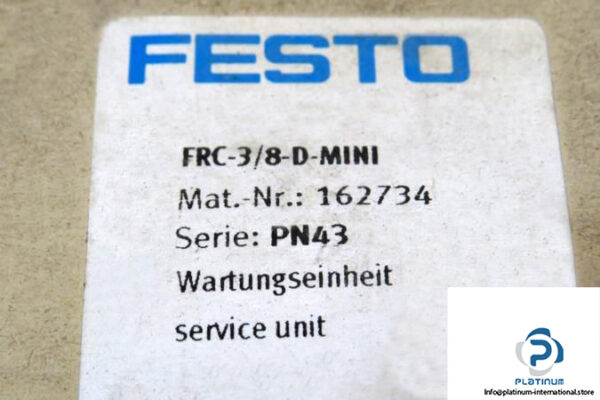 FESTO
FRC-3/8-D-MINI
Mat.-Nr.: 162734
Serie: PN43
Wartungseinheit
service unit
PLATINUM
Info@platinum-international.store